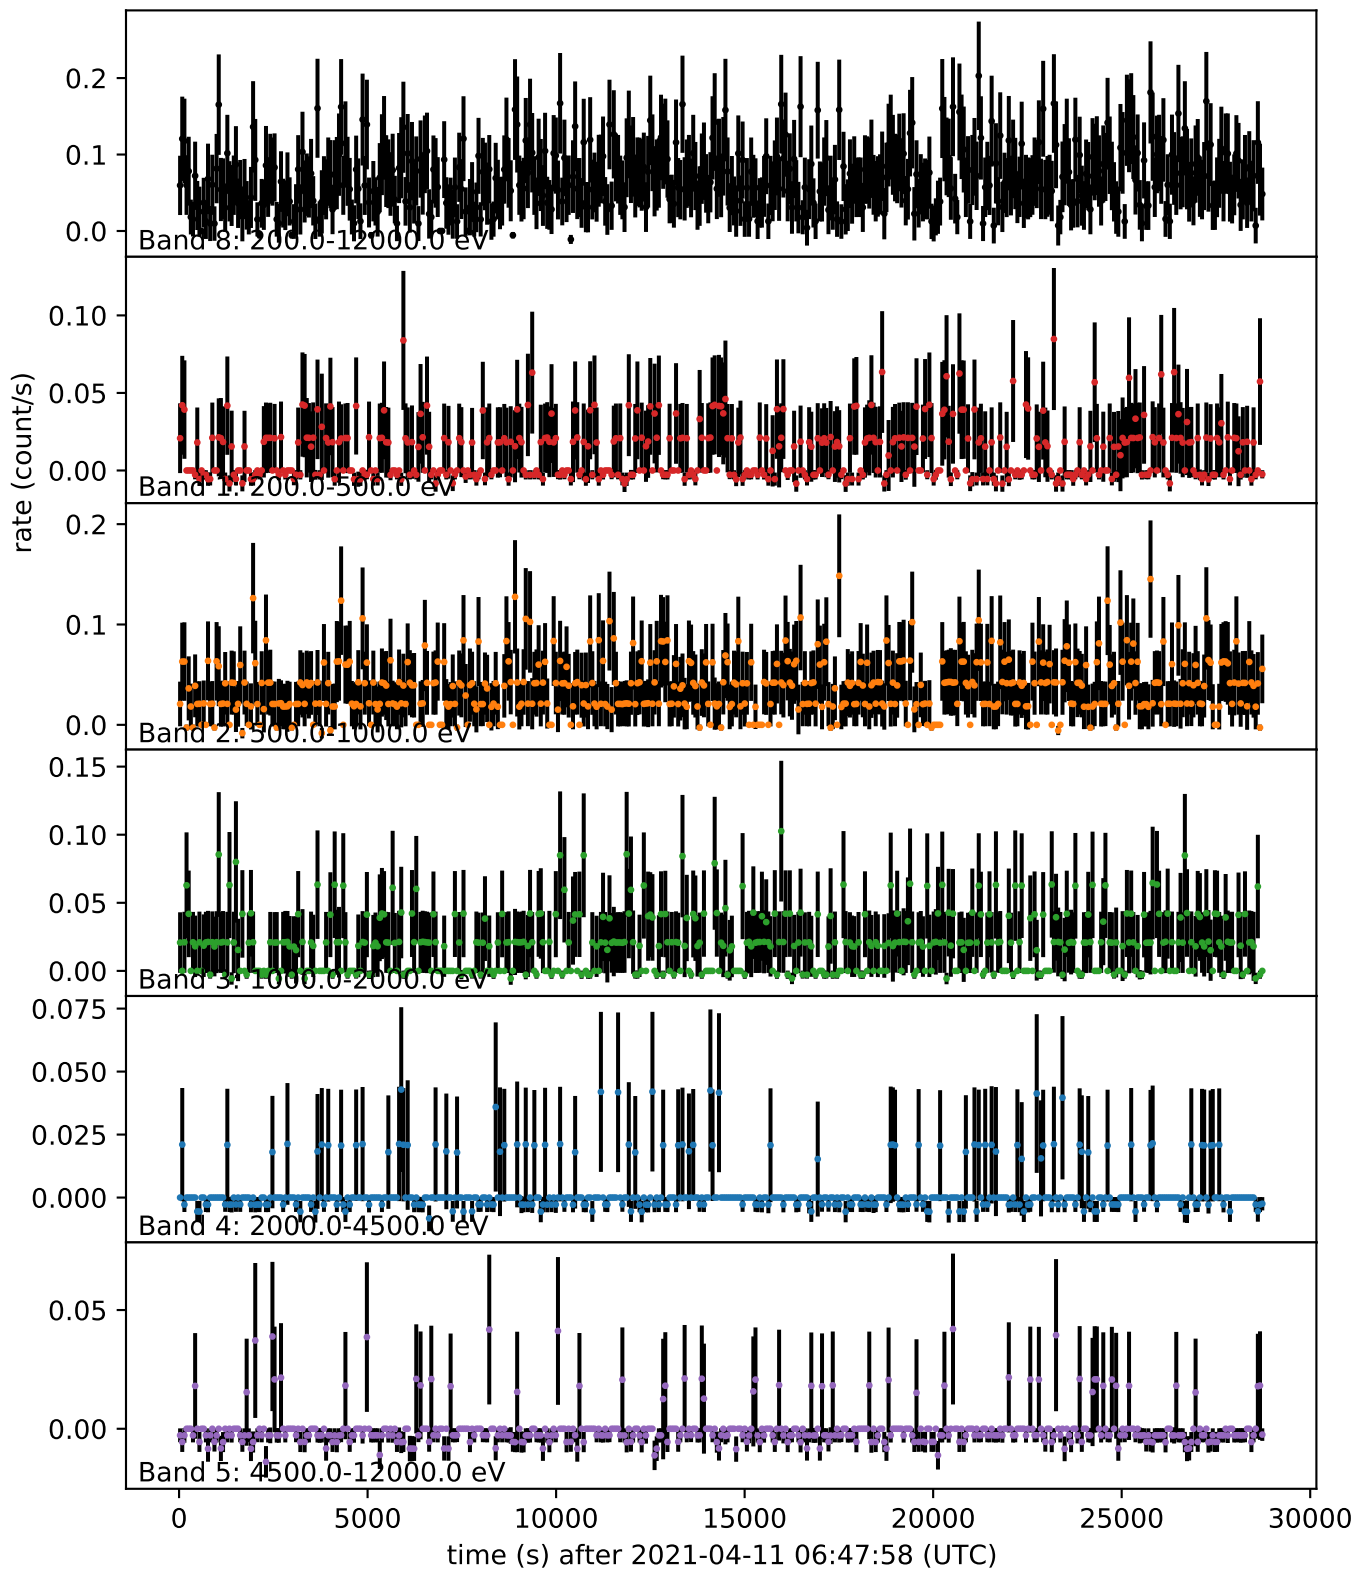 0.2
0.1
0.0
Band 8: 200.0-12000.0 eV
0.10
0.05
0.00
Band 1: 200.0-500.0 eV
rate (count/s)
0.2
0.1
0.0
Band 2: 500.0-1000.0 eV
0.15
0.10
0.05
0.00
Band 3: 1000.0-2000.0 eV
0.075
0.050
0.025
0.000
Band 4: 2000.0-4500.0 eV
0.05
0.00
Band 5: 4500.0-12000.0 eV
0 5000 10000 15000 20000 25000 30000
time (s) after 2021-04-11 06:47:58 (UTC)